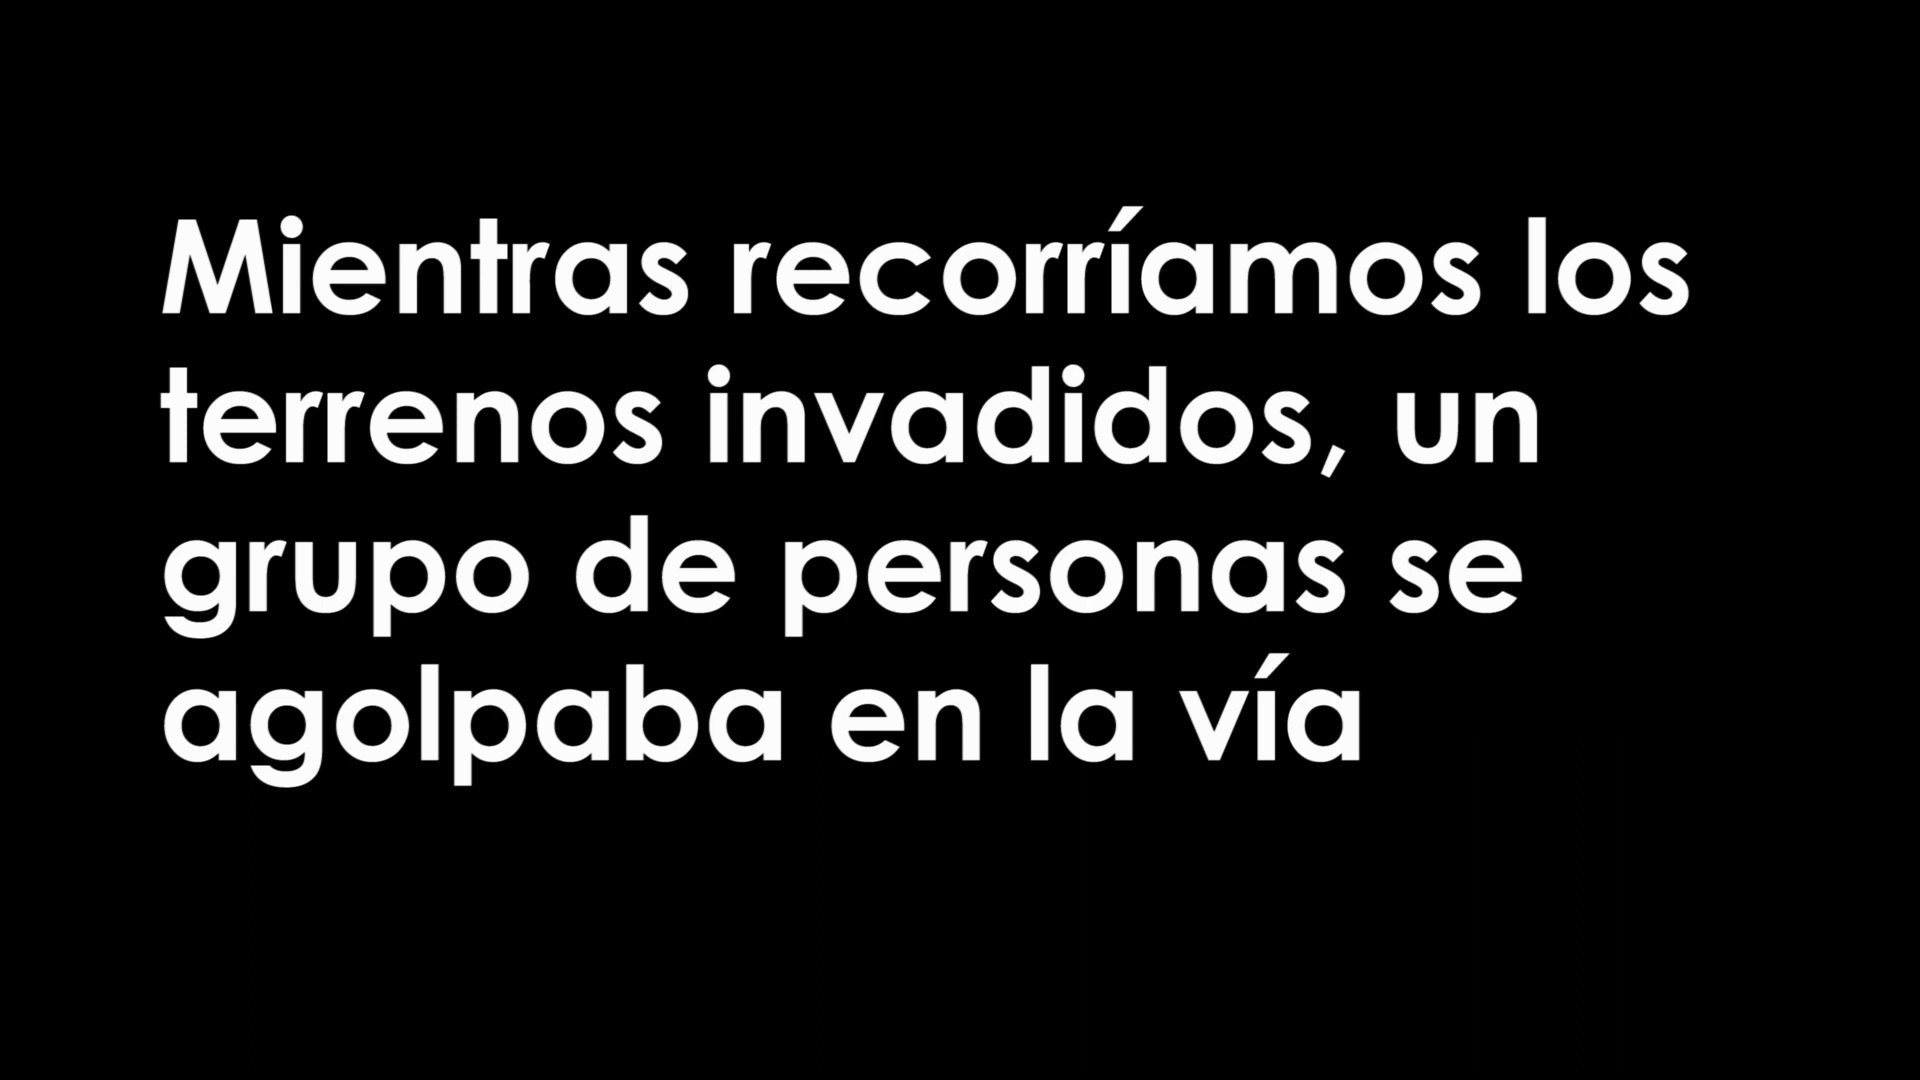 Mientras recorríamos los
terrenos invadidos, un
grupo de personas se
agolpaba en la vía